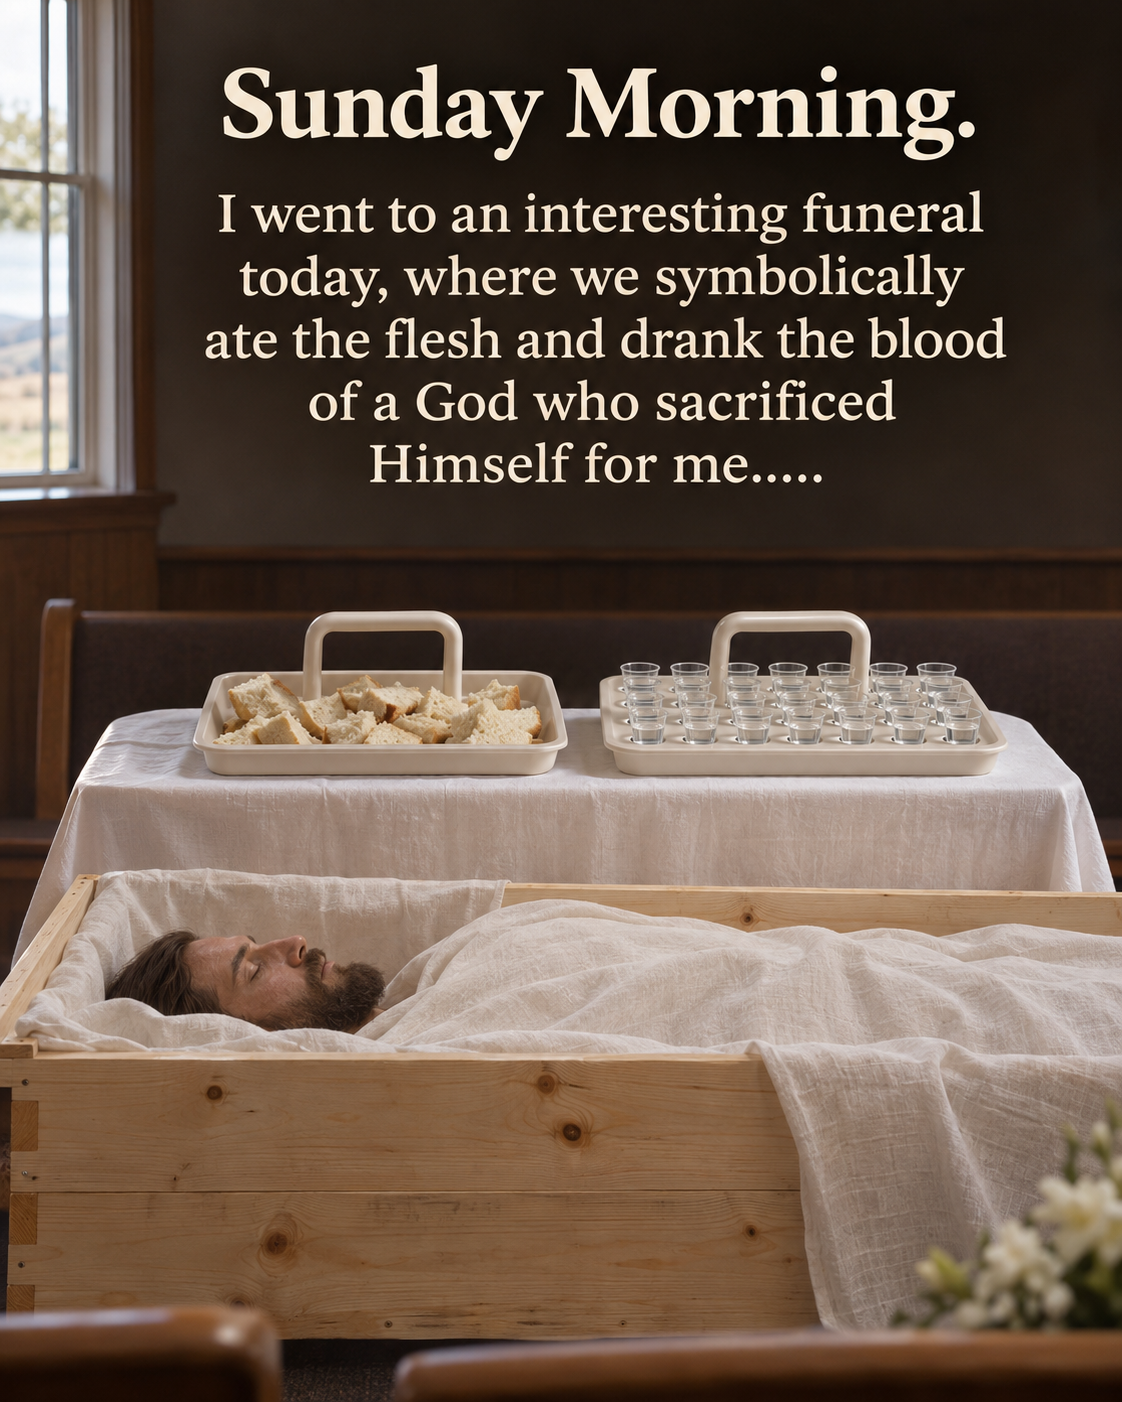 Sunday Morning.
I went to an interesting funeral
today, where we symbolically
ate the flesh and drank the blood
of a God who sacrificed
Himself for me.....